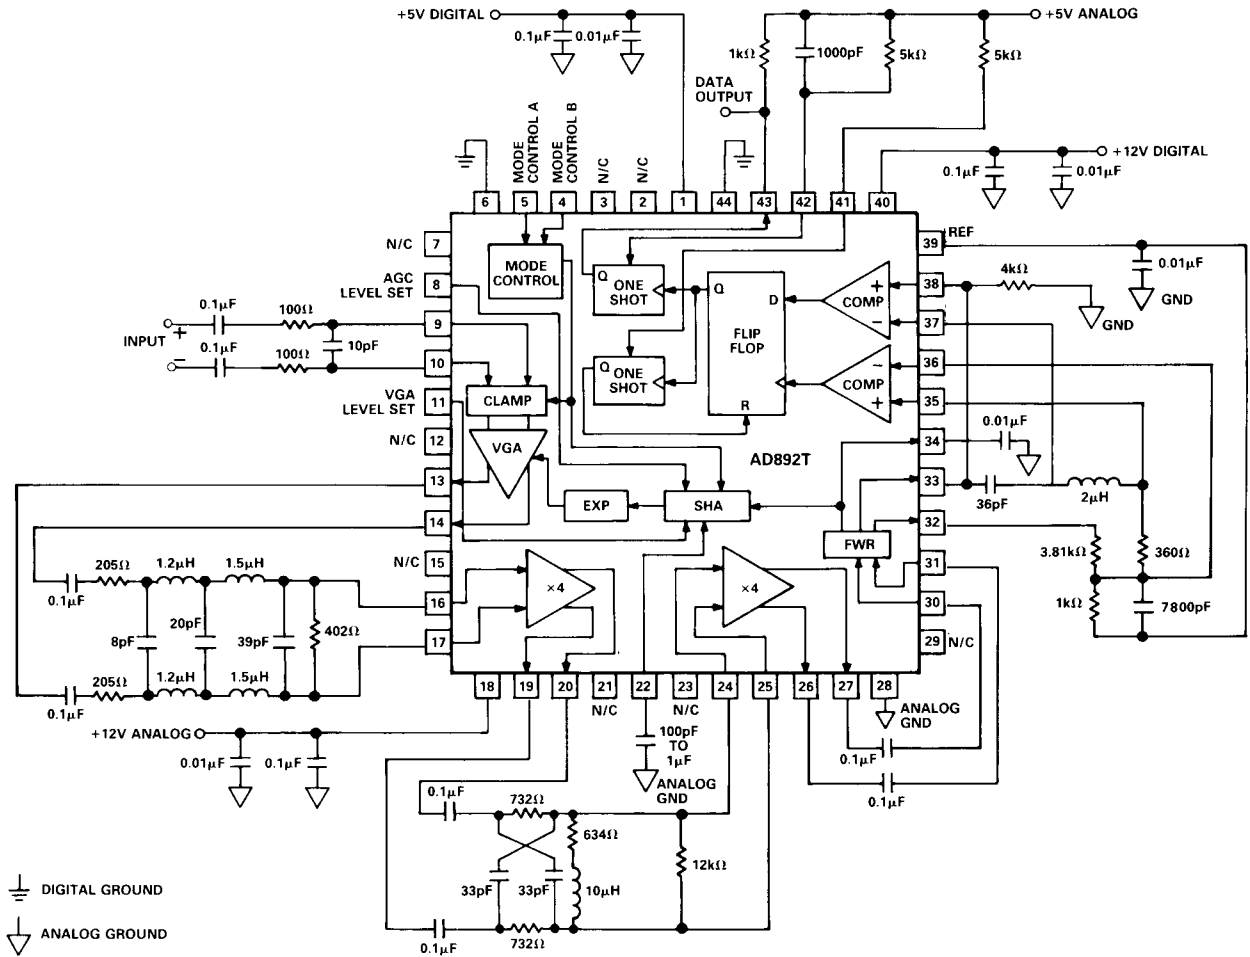 +5V DIGITAL
0.1µF
0.01µF
1kΩ
1000pF
5kΩ
5kΩ
+5V ANALOG
DATA
OUTPUT
MODE
CONTROL A
MODE
CONTROL B
N/C
N/C
+12V DIGITAL
0.1µF
0.01µF
6
5
4
3
2
1
44
43
42
41
40
N/C
7
AGC
LEVEL SET
8
INPUT
+
−
0.1µF
0.1µF
100Ω
100Ω
10pF
9
10
VGA
LEVEL SET
11
N/C
12
13
14
N/C
15
16
17
MODE
CONTROL
Q
ONE
SHOT
Q
ONE
SHOT
Q
D
FLIP
FLOP
R
+
COMP
−
−
COMP
+
CLAMP
VGA
EXP
SHA
AD892T
FWR
×4
×4
39
REF
38
37
36
35
34
33
32
31
30
29
N/C
0.01µF
GND
4kΩ
GND
0.01µF
36pF
2µH
3.81kΩ
360Ω
1kΩ
7800pF
0.1µF
205Ω
1.2µH
1.5µH
8pF
20pF
39pF
402Ω
0.1µF
205Ω
1.2µH
1.5µH
18
19
20
21
22
23
24
25
26
27
28
N/C
N/C
ANALOG
GND
+12V ANALOG
0.01µF
0.1µF
100pF
TO
1µF
ANALOG
GND
0.1µF
0.1µF
0.1µF
732Ω
634Ω
33pF
33pF
10µH
12kΩ
0.1µF
732Ω
DIGITAL GROUND
ANALOG GROUND